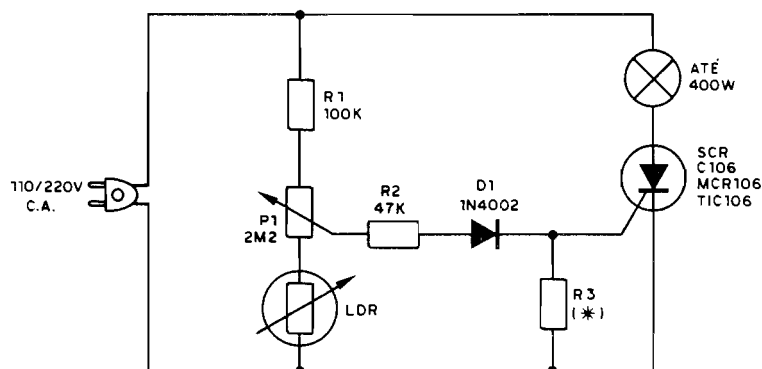 ATÉ
400W
R1
100K
SCR
C106
MCR106
TIC106
110/220V
C.A.
P1
2M2
R2
47K
D1
1N4002
LDR
R3
(✳)